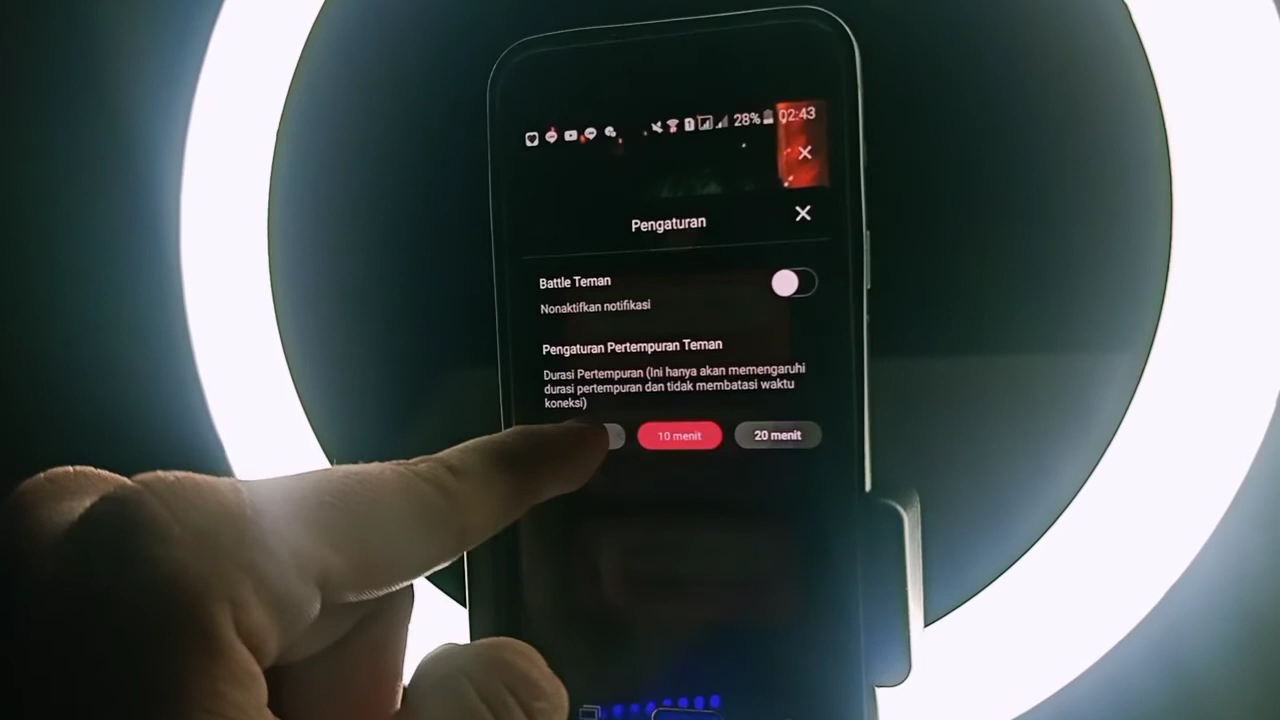 28% 02:43
Pengaturan
Battle Teman
Nonaktifkan notifikasi
Pengaturan Pertempuran Teman
Durasi Pertempuran (Ini hanya akan memengaruhi
durasi pertempuran dan tidak membatasi waktu
koneksi)
10 menit 20 menit